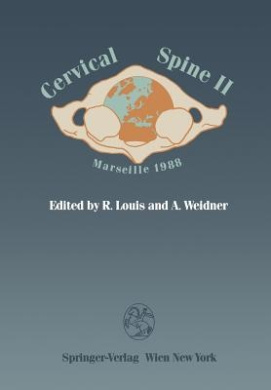 Cervical Spine II
Marseille 1988
Edited by R. Louis and A. Weidner
Springer-Verlag Wien New York